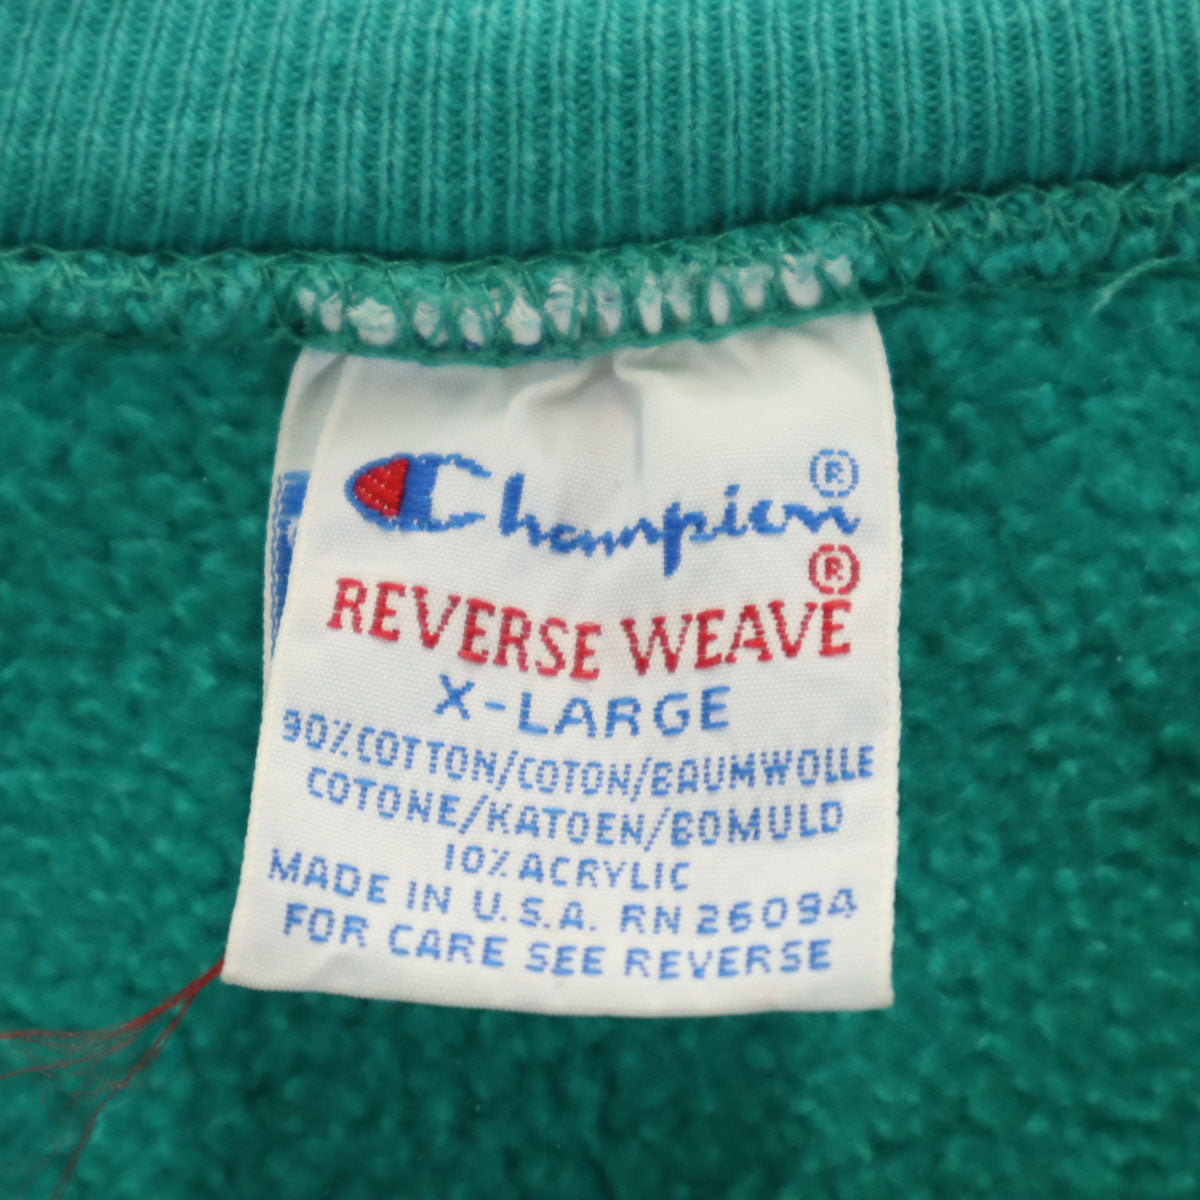 Champion®
REVERSE WEAVE®
X-LARGE
90% COTTON/COTON/BAUMWOLLE
COTONE/KATOEN/BOMULD
10% ACRYLIC
MADE IN U.S.A. RN 26094
FOR CARE SEE REVERSE